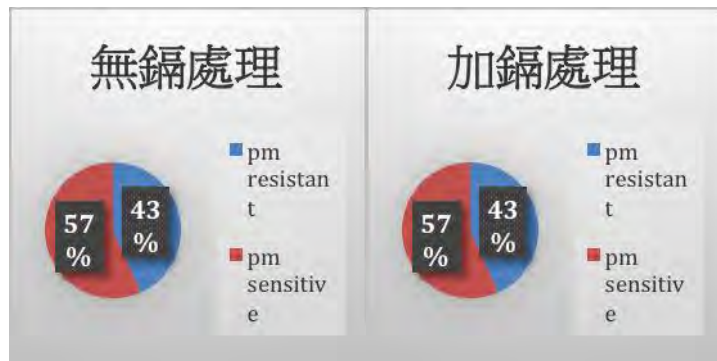 無鎘處理
57
%
43
%
pm
resistan
t
pm
sensitiv
e
加鎘處理
57
%
43
%
pm
resistan
t
pm
sensitiv
e